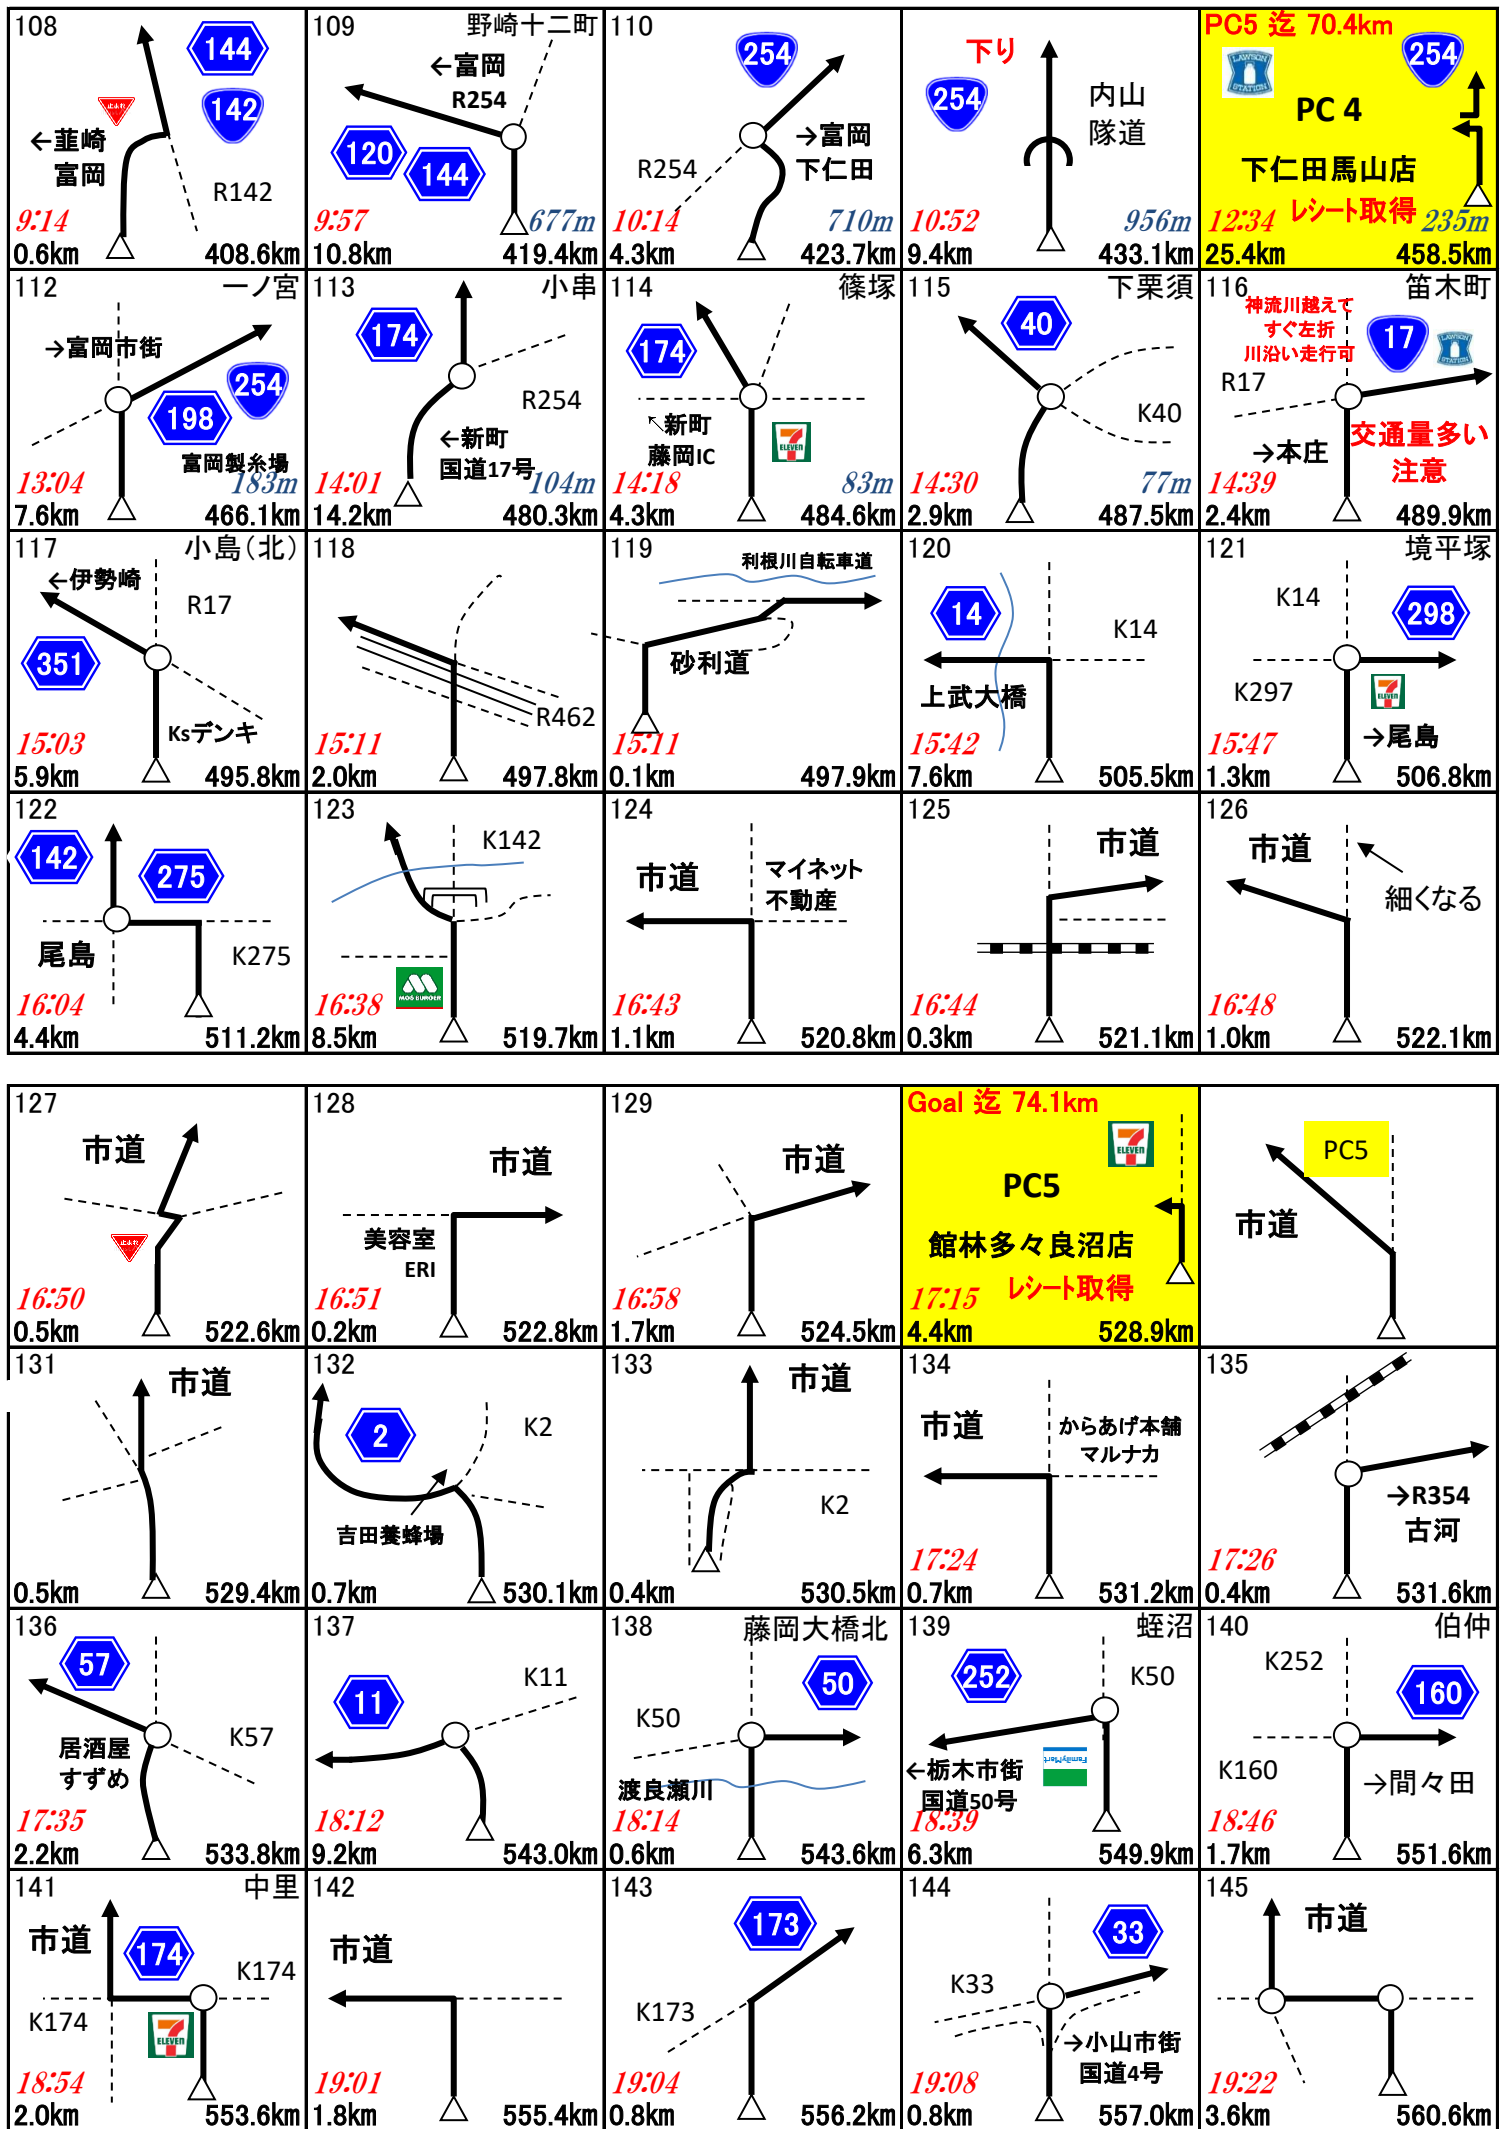 108
144
止まれ
142
←韮崎
富岡
R142
9:14
0.6km
408.6km
109
野崎十二町
←富岡
R254
120
144
9:57
677m
10.8km
419.4km
110
254
→富岡
下仁田
R254
10:14
710m
4.3km
423.7km
下り
254
内山
隧道
10:52
956m
9.4km
433.1km
PC5 迄 70.4km
LAWSON
STATION
254
PC 4
下仁田馬山店
レシート取得
12:34
235m
25.4km
458.5km
112
一ノ宮
→富岡市街
254
198
富岡製糸場
13:04
183m
7.6km
466.1km
113
小串
174
R254
←新町
国道17号
14:01
104m
14.2km
480.3km
114
篠塚
174
↖新町
藤岡IC
7
ELEVEN
14:18
83m
4.3km
484.6km
115
下栗須
40
K40
14:30
77m
2.9km
487.5km
116
笛木町
神流川越えて
すぐ左折
川沿い走行可
17
LAWSON
STATION
R17
交通量多い
注意
→本庄
14:39
2.4km
489.9km
117
小島(北)
←伊勢崎
R17
351
Ksデンキ
15:03
5.9km
495.8km
118
R462
15:11
2.0km
497.8km
119
利根川自転車道
砂利道
15:11
0.1km
497.9km
120
14
K14
上武大橋
15:42
7.6km
505.5km
121
境平塚
K14
298
K297
7
ELEVEN
→尾島
15:47
1.3km
506.8km
122
142
275
尾島
K275
16:04
4.4km
511.2km
123
K142
MOS BURGER
16:38
8.5km
519.7km
124
市道
マイネット
不動産
16:43
1.1km
520.8km
125
市道
16:44
0.3km
521.1km
126
市道
細くなる
16:48
1.0km
522.1km
127
市道
止まれ
16:50
0.5km
522.6km
128
市道
美容室
ERI
16:51
0.2km
522.8km
129
市道
16:58
1.7km
524.5km
Goal 迄 74.1km
7
ELEVEN
PC5
館林多々良沼店
レシート取得
17:15
4.4km
528.9km
PC5
市道
131
市道
0.5km
529.4km
132
2
K2
吉田養蜂場
0.7km
530.1km
133
市道
K2
0.4km
530.5km
134
市道
からあげ本舗
マルナカ
17:24
0.7km
531.2km
135
→R354
古河
17:26
0.4km
531.6km
136
57
K57
居酒屋
すずめ
17:35
2.2km
533.8km
137
11
K11
18:12
9.2km
543.0km
138
藤岡大橋北
50
K50
渡良瀬川
18:14
0.6km
543.6km
139
蛭沼
252
K50
FamilyMart
←栃木市街
国道50号
18:39
6.3km
549.9km
140
伯仲
K252
160
K160
→間々田
18:46
1.7km
551.6km
141
中里
市道
174
K174
K174
7
ELEVEN
18:54
2.0km
553.6km
142
市道
19:01
1.8km
555.4km
143
173
K173
19:04
0.8km
556.2km
144
33
K33
→小山市街
国道4号
19:08
0.8km
557.0km
145
市道
19:22
3.6km
560.6km